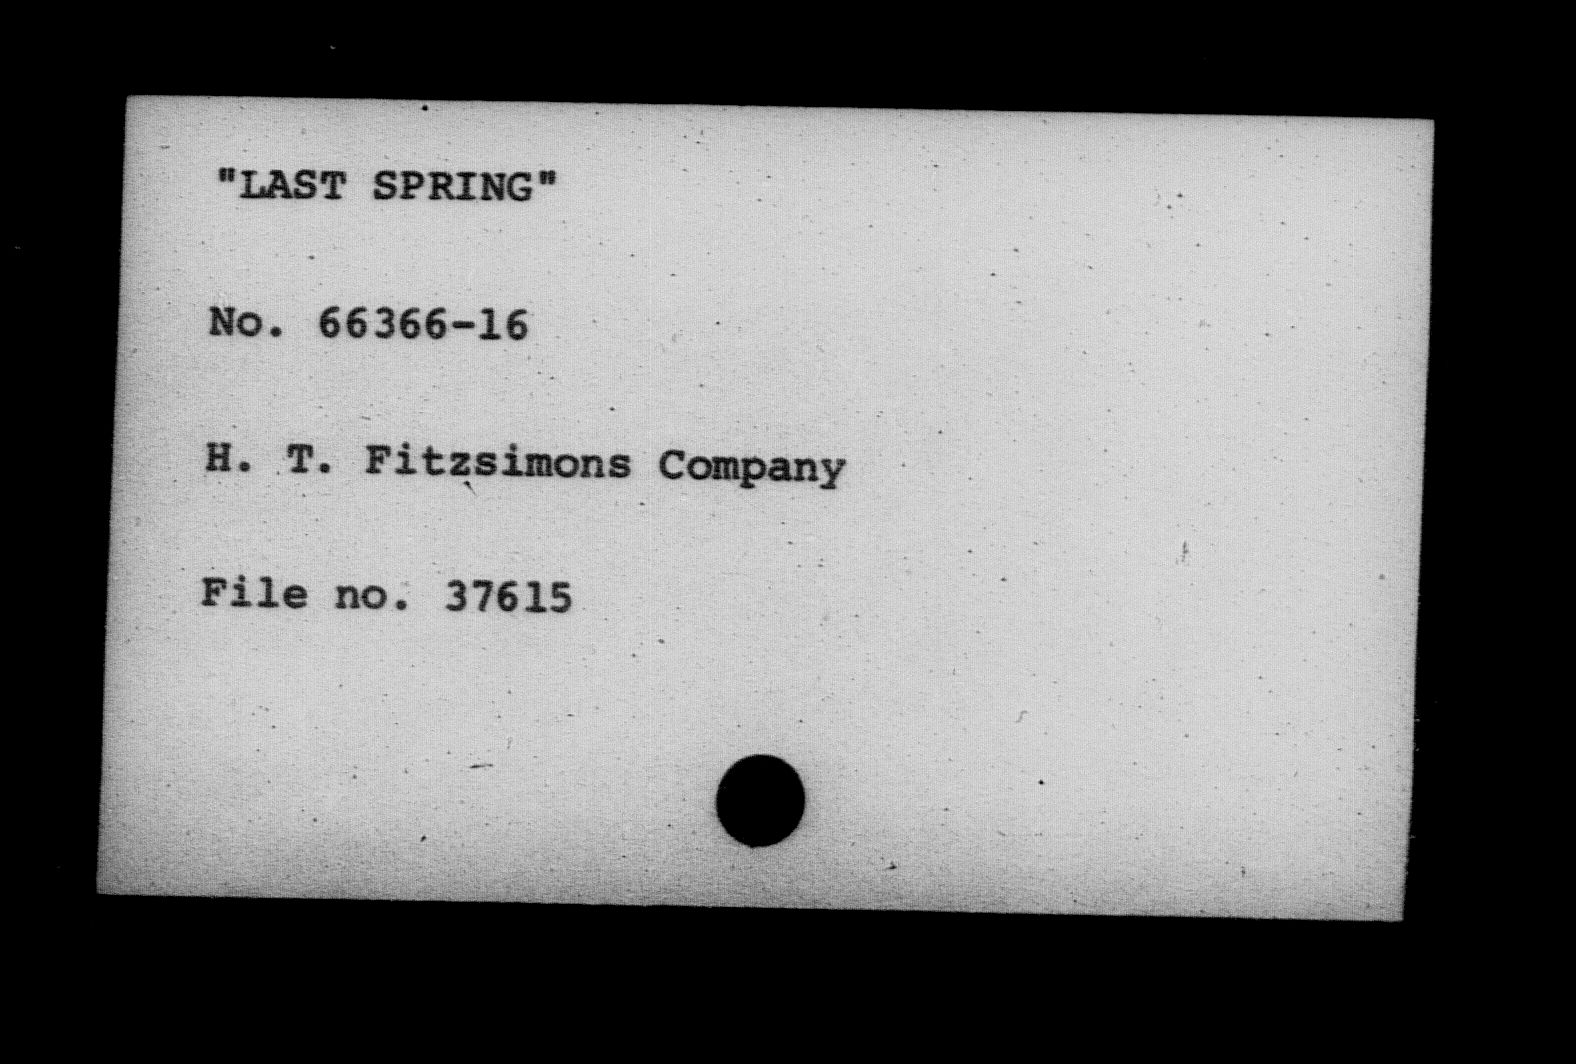 "LAST SPRING"
No. 66366-16
H. T. Fitzsimons Company
File no. 37615